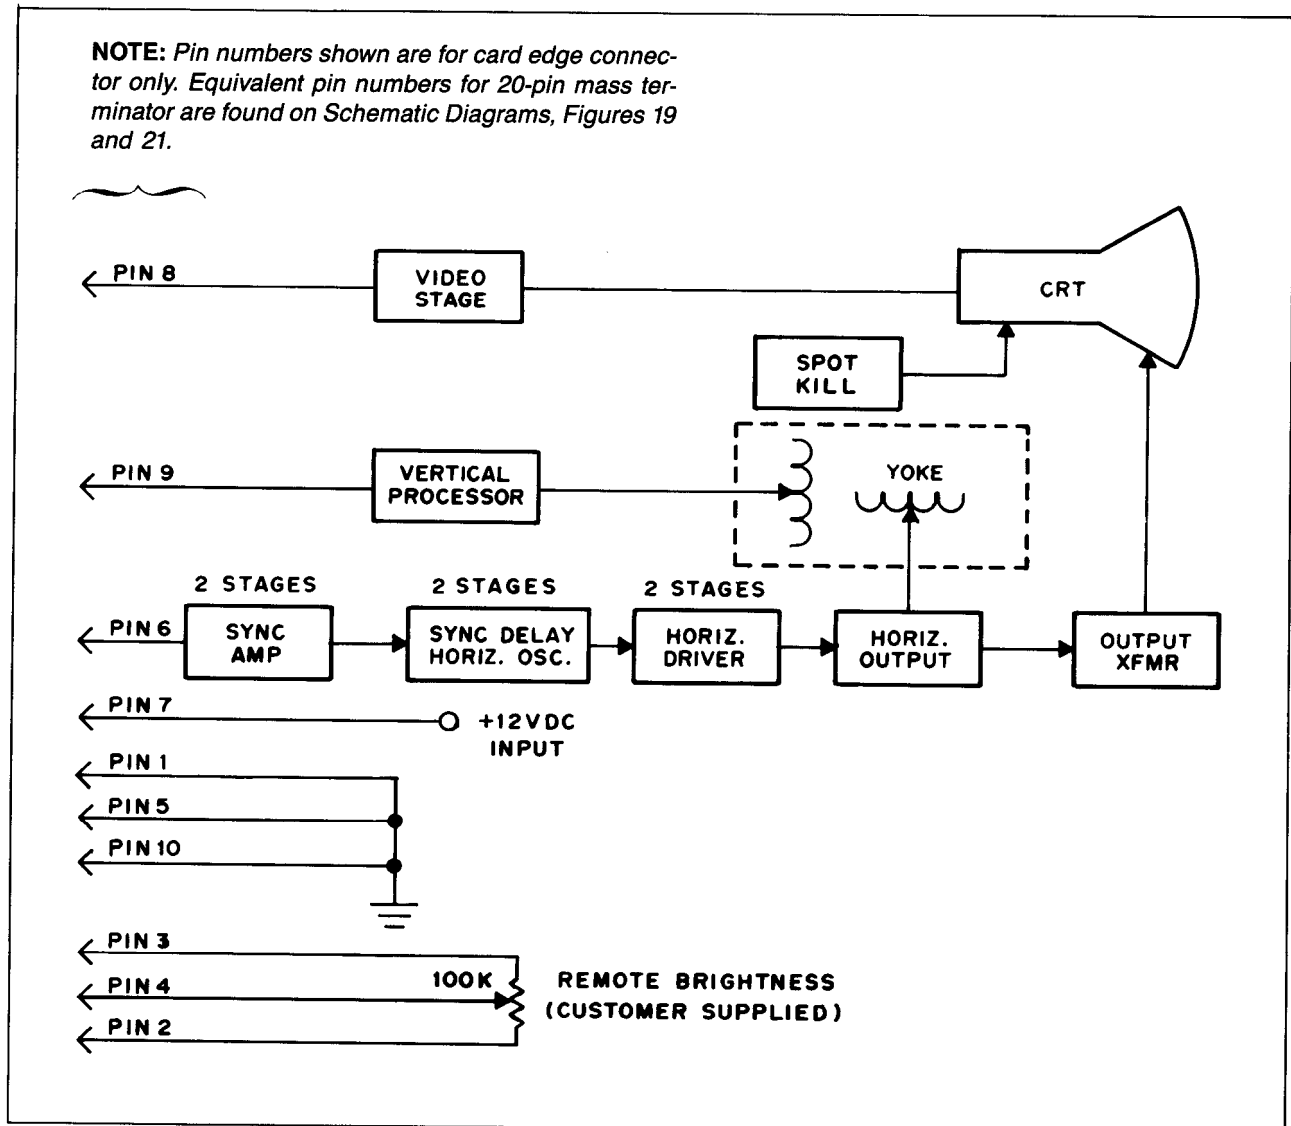 NOTE: Pin numbers shown are for card edge connec-
tor only. Equivalent pin numbers for 20-pin mass ter-
minator are found on Schematic Diagrams, Figures 19
and 21.
PIN 8
VIDEO
STAGE
CRT
SPOT
KILL
PIN 9
VERTICAL
PROCESSOR
YOKE
2 STAGES
2 STAGES
2 STAGES
PIN 6
SYNC
AMP
SYNC DELAY
HORIZ. OSC.
HORIZ.
DRIVER
HORIZ.
OUTPUT
OUTPUT
XFMR
PIN 7
+12VDC
INPUT
PIN 1
PIN 5
PIN 10
PIN 3
PIN 4
100K
REMOTE BRIGHTNESS
(CUSTOMER SUPPLIED)
PIN 2